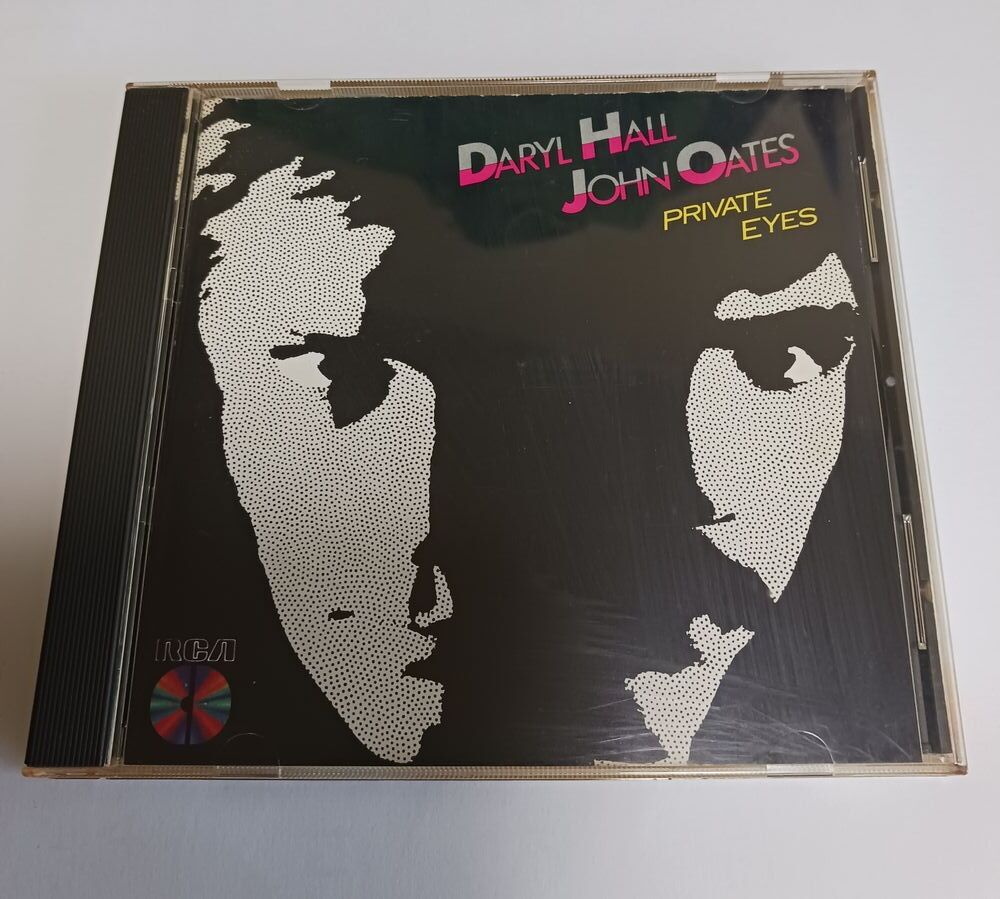 DARYL HALL
JOHN OATES
PRIVATE
EYES
RCA